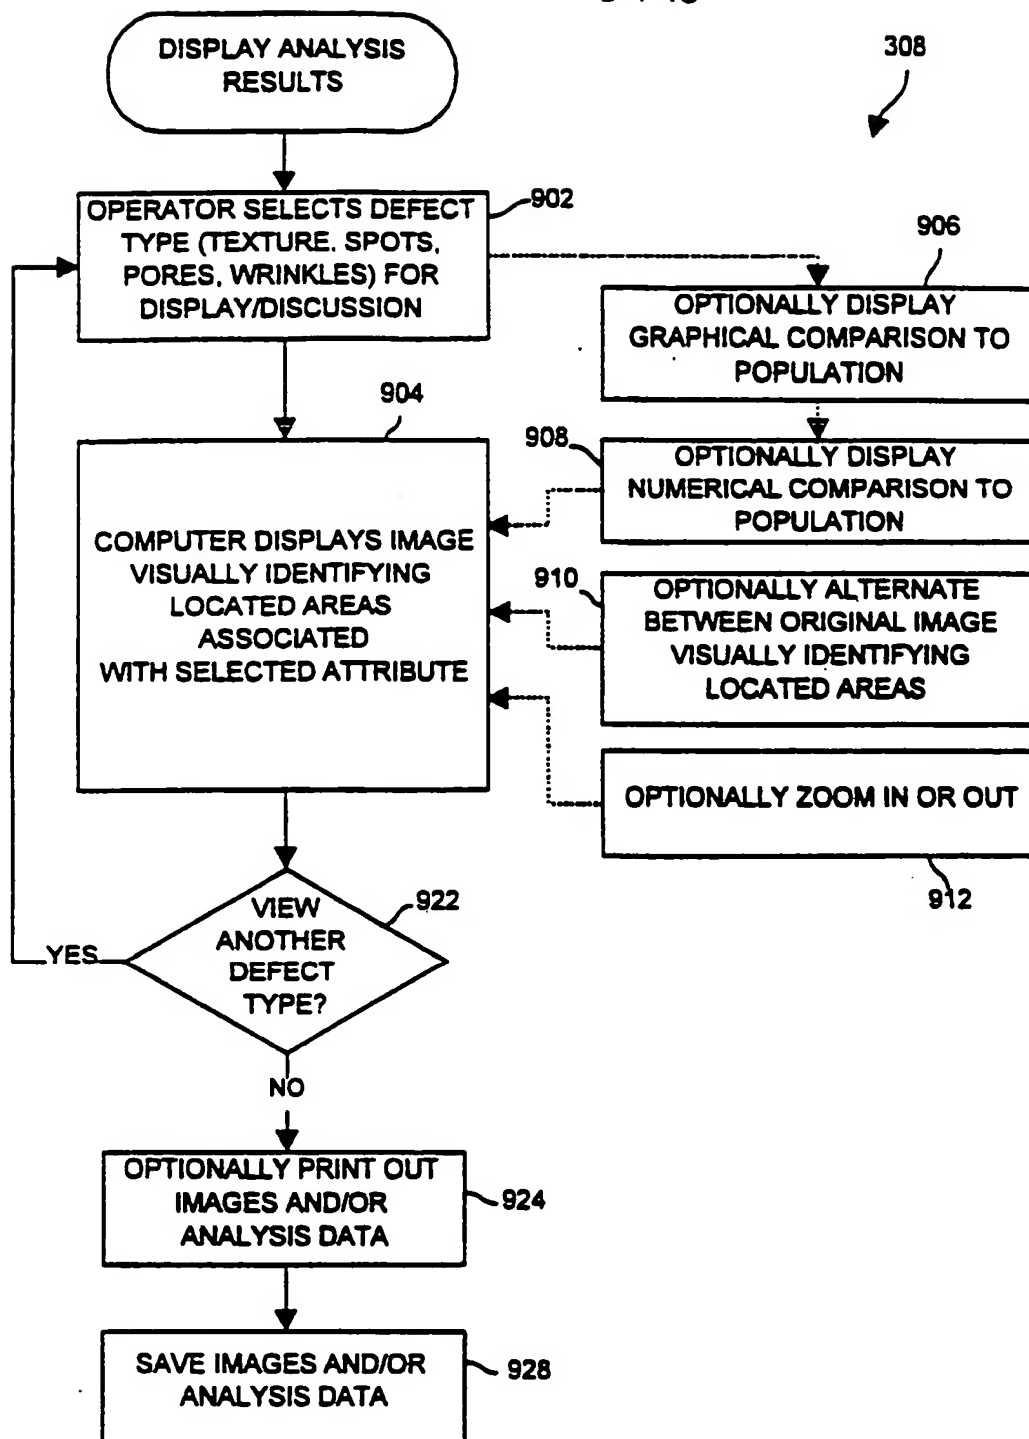 DISPLAY ANALYSIS
RESULTS
308
OPERATOR SELECTS DEFECT
TYPE (TEXTURE. SPOTS,
PORES, WRINKLES) FOR
DISPLAY/DISCUSSION
902
906
OPTIONALLY DISPLAY
GRAPHICAL COMPARISON TO
POPULATION
904
COMPUTER DISPLAYS IMAGE
VISUALLY IDENTIFYING
LOCATED AREAS
ASSOCIATED
WITH SELECTED ATTRIBUTE
908
OPTIONALLY DISPLAY
NUMERICAL COMPARISON TO
POPULATION
910
OPTIONALLY ALTERNATE
BETWEEN ORIGINAL IMAGE
VISUALLY IDENTIFYING
LOCATED AREAS
OPTIONALLY ZOOM IN OR OUT
912
VIEW
ANOTHER
DEFECT
TYPE?
922
YES
NO
OPTIONALLY PRINT OUT
IMAGES AND/OR
ANALYSIS DATA
924
SAVE IMAGES AND/OR
ANALYSIS DATA
928